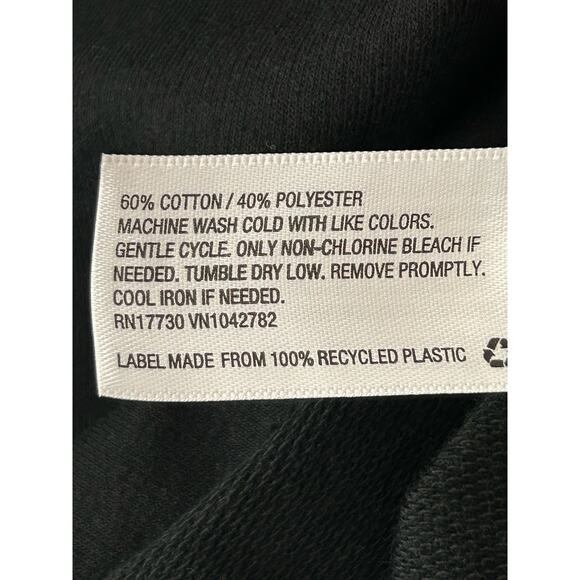 60% COTTON / 40% POLYESTER
MACHINE WASH COLD WITH LIKE COLORS.
GENTLE CYCLE. ONLY NON-CHLORINE BLEACH IF
NEEDED. TUMBLE DRY LOW. REMOVE PROMPTLY.
COOL IRON IF NEEDED.
RN17730 VN1042782
LABEL MADE FROM 100% RECYCLED PLASTIC